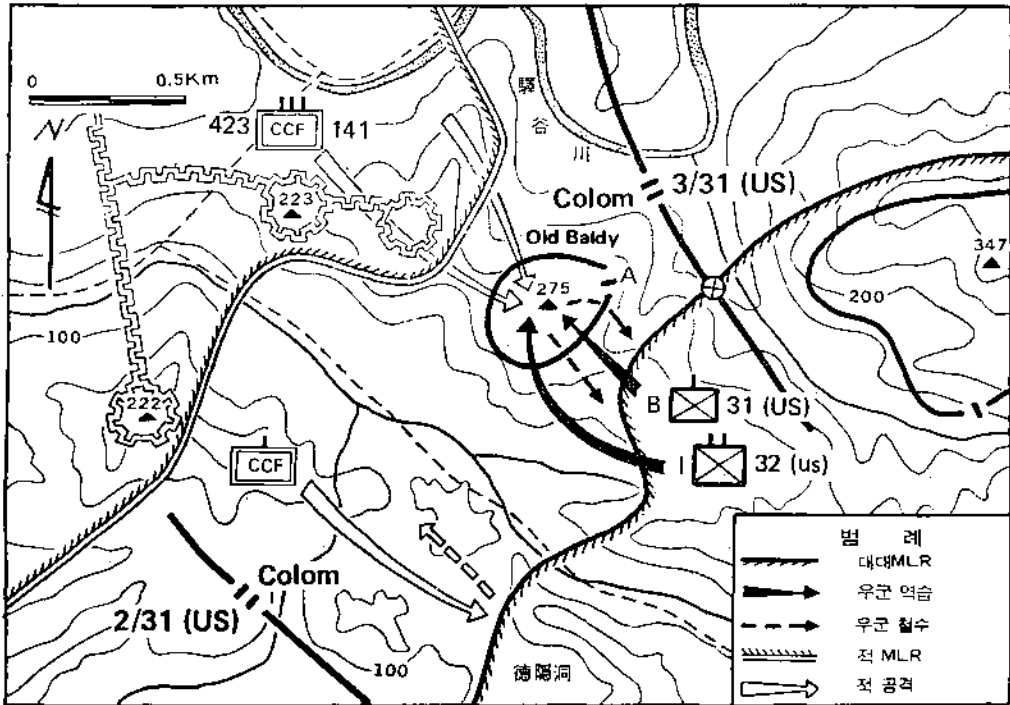 0 0.5Km
N
423 CCF 141
驛谷川
223
Colom 3/31 (US)
Old Baldy
A
275
347
200
100
B 31 (US)
222
I 32 (us)
CCF
Colom
2/31 (US)
100
德隱洞
범 례
대대MLR
우군 역습
우군 철수
적 MLR
적 공격